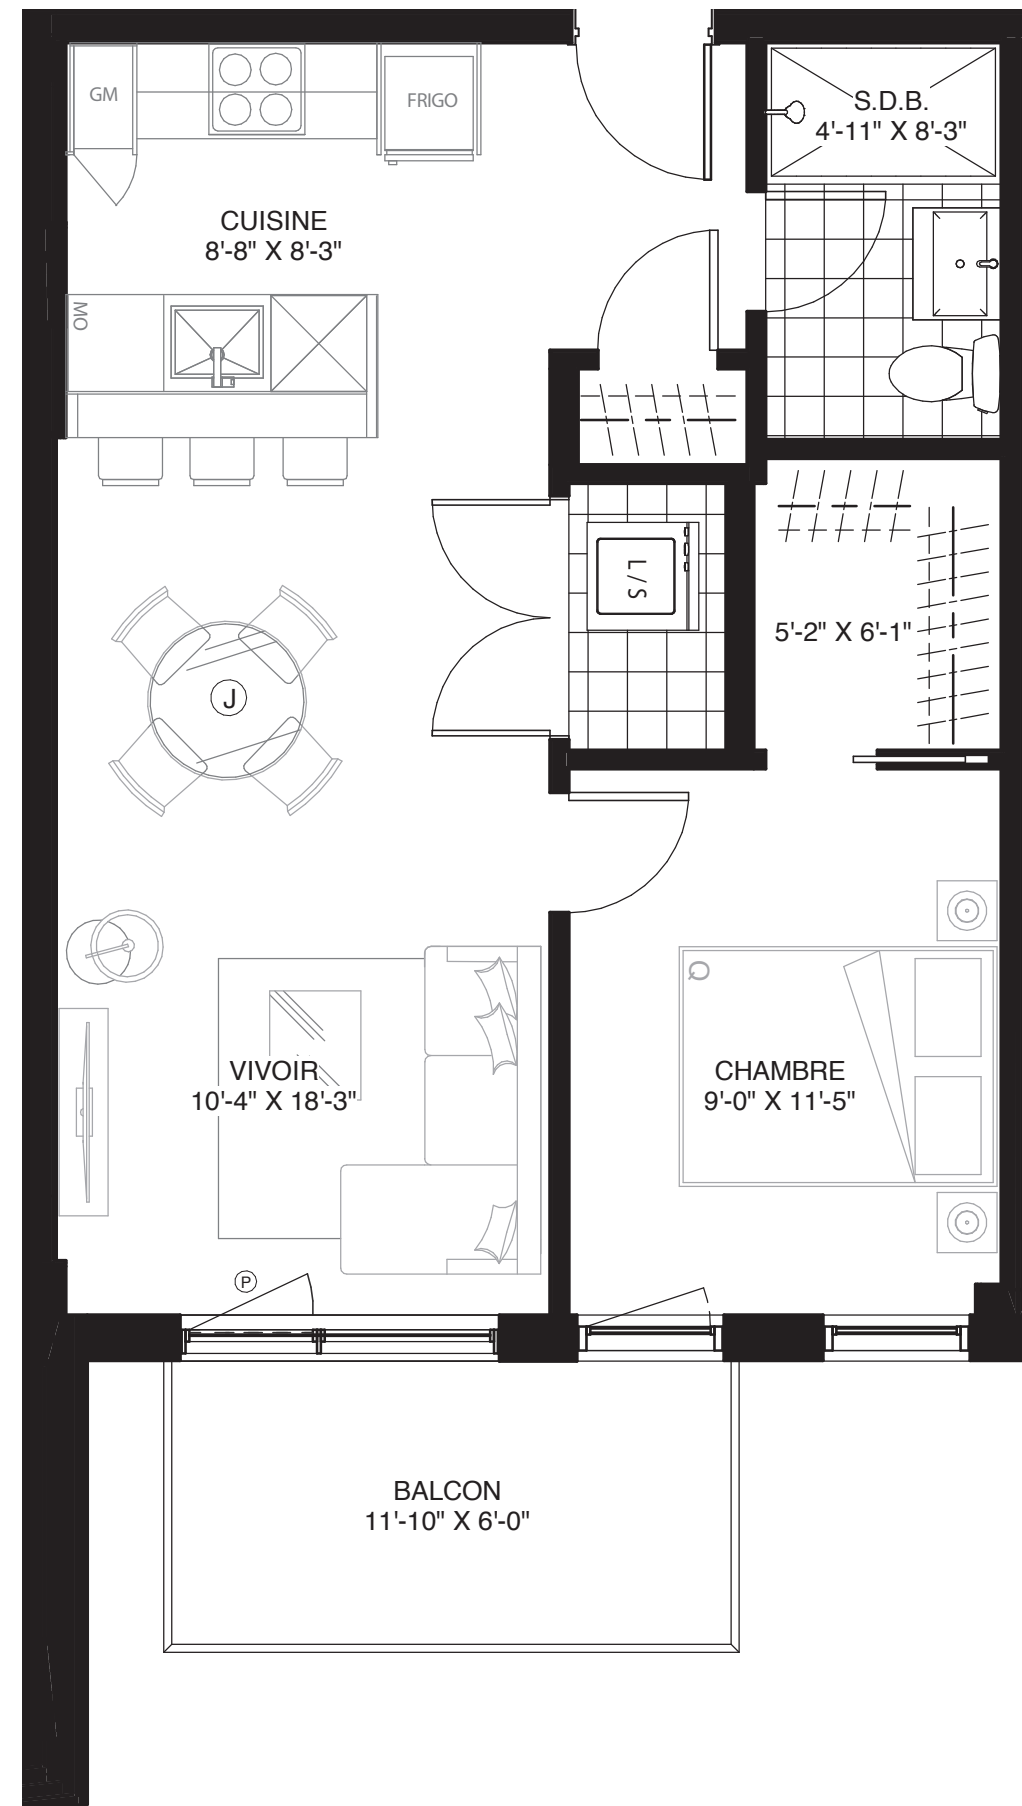 GM
FRIGO
S.D.B.
4'-11" X 8'-3"
CUISINE
8'-8" X 8'-3"
MO
L/S
5'-2" X 6'-1"
J
Q
VIVOIR
10'-4" X 18'-3"
CHAMBRE
9'-0" X 11'-5"
P
BALCON
11'-10" X 6'-0"